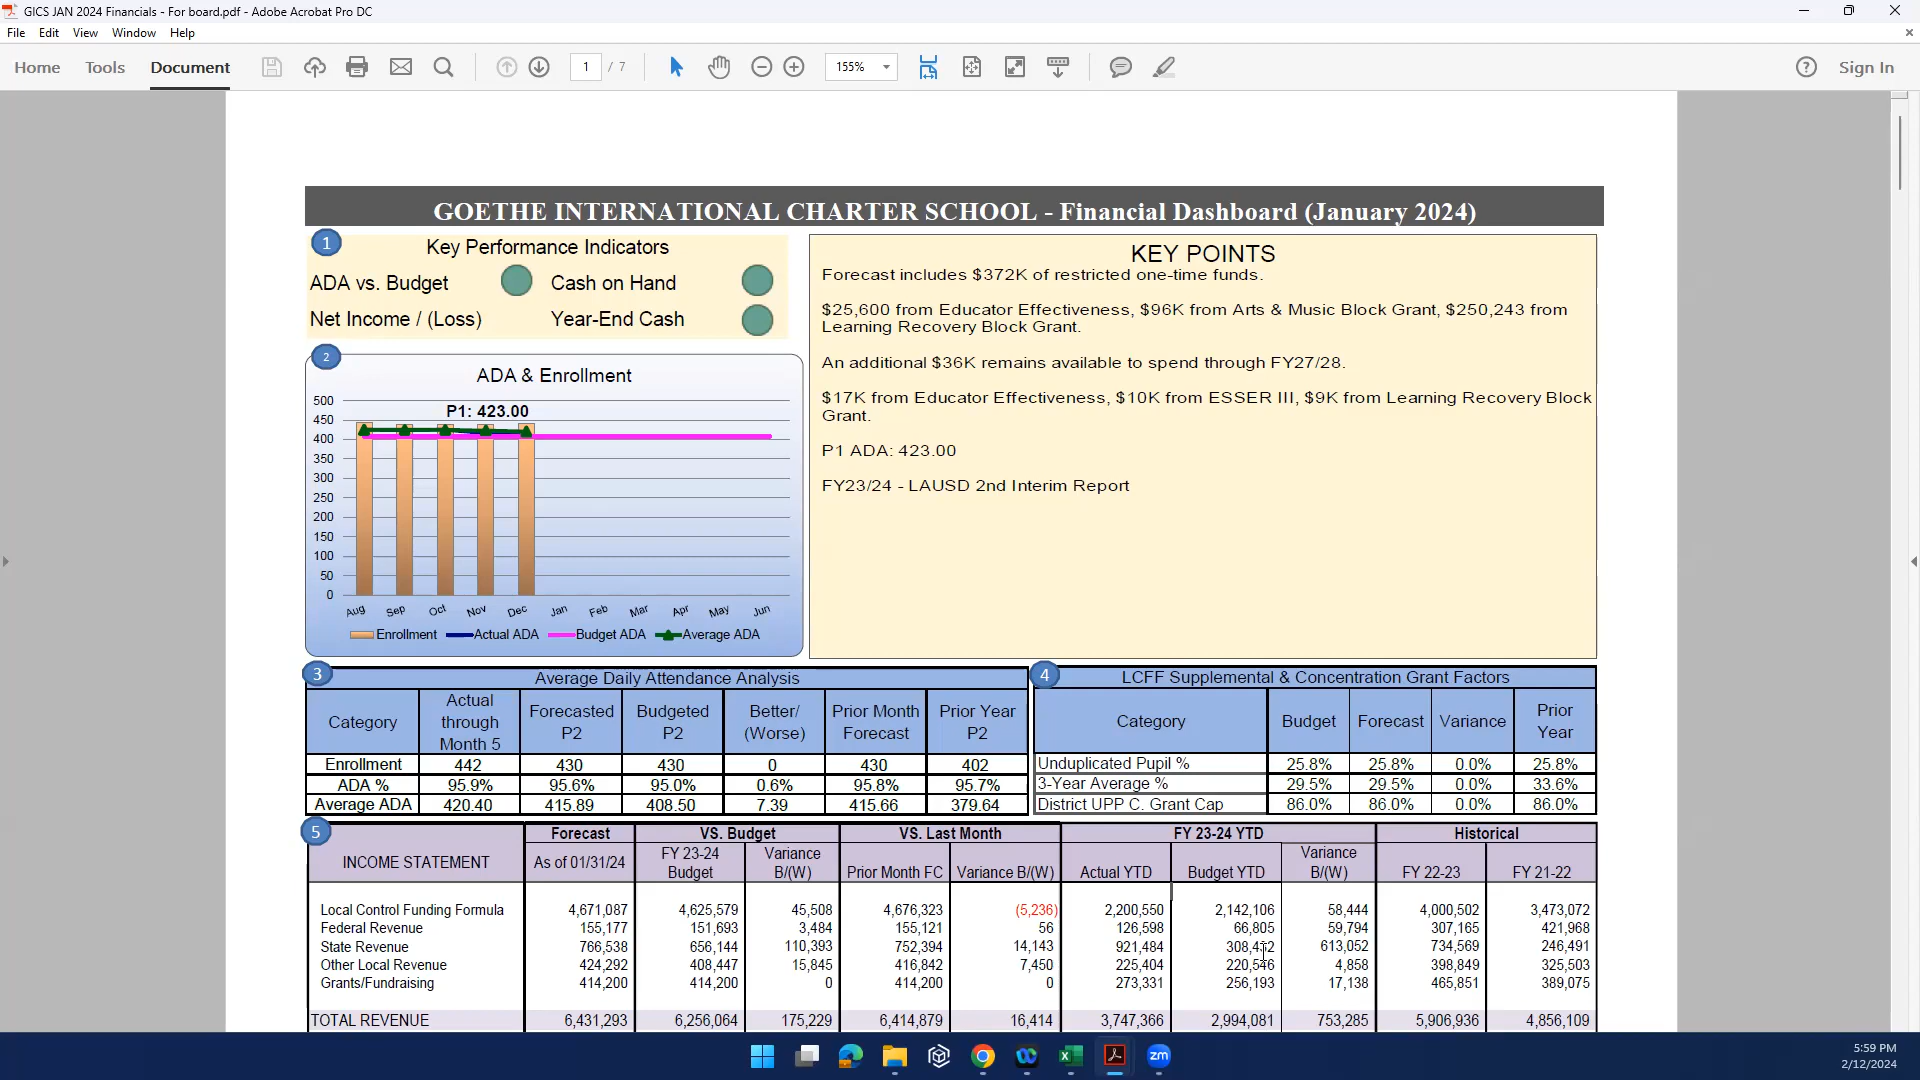 GICS JAN 2024 Financials - For board.pdf - Adobe Acrobat Pro DC
File Edit View Window Help
Home Tools Document 1 / 7 155% Sign In
GOETHE INTERNATIONAL CHARTER SCHOOL - Financial Dashboard (January 2024)
1 Key Performance Indicators
ADA vs. Budget Cash on Hand
Net Income / (Loss) Year-End Cash
KEY POINTS
Forecast includes $372K of restricted one-time funds.
$25,600 from Educator Effectiveness, $96K from Arts & Music Block Grant, $250,243 from
Learning Recovery Block Grant.
An additional $36K remains available to spend through FY27/28.
$17K from Educator Effectiveness, $10K from ESSER III, $9K from Learning Recovery Block
Grant.
P1 ADA: 423.00
FY23/24 - LAUSD 2nd Interim Report
2
ADA & Enrollment
P1: 423.00
500
450
400
350
300
250
200
150
100
50
0
Aug Sep Oct Nov Dec Jan Feb Mar Apr May Jun
Enrollment Actual ADA Budget ADA Average ADA
3 Average Daily Attendance Analysis
Category Actual through Month 5 Forecasted P2 Budgeted P2 Better/ (Worse) Prior Month Forecast Prior Year P2
Enrollment 442 430 430 0 430 402
ADA % 95.9% 95.6% 95.0% 0.6% 95.8% 95.7%
Average ADA 420.40 415.89 408.50 7.39 415.66 379.64
4 LCFF Supplemental & Concentration Grant Factors
Category Budget Forecast Variance Prior Year
Unduplicated Pupil % 25.8% 25.8% 0.0% 25.8%
3-Year Average % 29.5% 29.5% 0.0% 33.6%
District UPP C. Grant Cap 86.0% 86.0% 0.0% 86.0%
5 Forecast VS. Budget VS. Last Month FY 23-24 YTD Historical
INCOME STATEMENT As of 01/31/24 FY 23-24 Budget Variance B/(W) Prior Month FC Variance B/(W) Actual YTD Budget YTD Variance B/(W) FY 22-23 FY 21-22
Local Control Funding Formula 4,671,087 4,625,579 45,508 4,676,323 (5,236) 2,200,550 2,142,106 58,444 4,000,502 3,473,072
Federal Revenue 155,177 151,693 3,484 155,121 56 126,598 66,805 59,794 307,165 421,968
State Revenue 766,538 656,144 110,393 752,394 14,143 921,484 308,432 613,052 734,569 246,491
Other Local Revenue 424,292 408,447 15,845 416,842 7,450 225,404 220,546 4,858 398,849 325,503
Grants/Fundraising 414,200 414,200 0 414,200 0 273,331 256,193 17,138 465,851 389,075
TOTAL REVENUE 6,431,293 6,256,064 175,229 6,414,879 16,414 3,747,366 2,994,081 753,285 5,906,936 4,856,109
zm
5:59 PM
2/12/2024